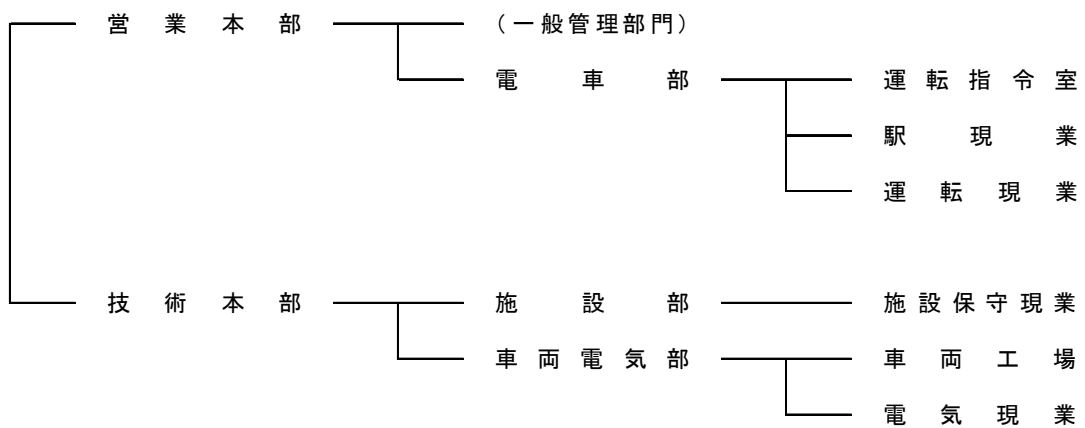 営業本部 （一般管理部門）
電車部 運転指令室
駅現業
運転現業
技術本部 施設部 施設保守現業
車両電気部 車両工場
電気現業